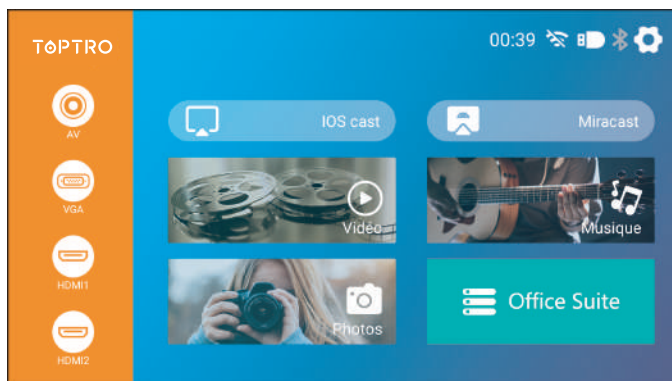 TOPTRO
00:39
AV
IOS cast
Miracast
VGA
Vidéo
Musique
HDMI1
Office Suite
Photos
HDMI2